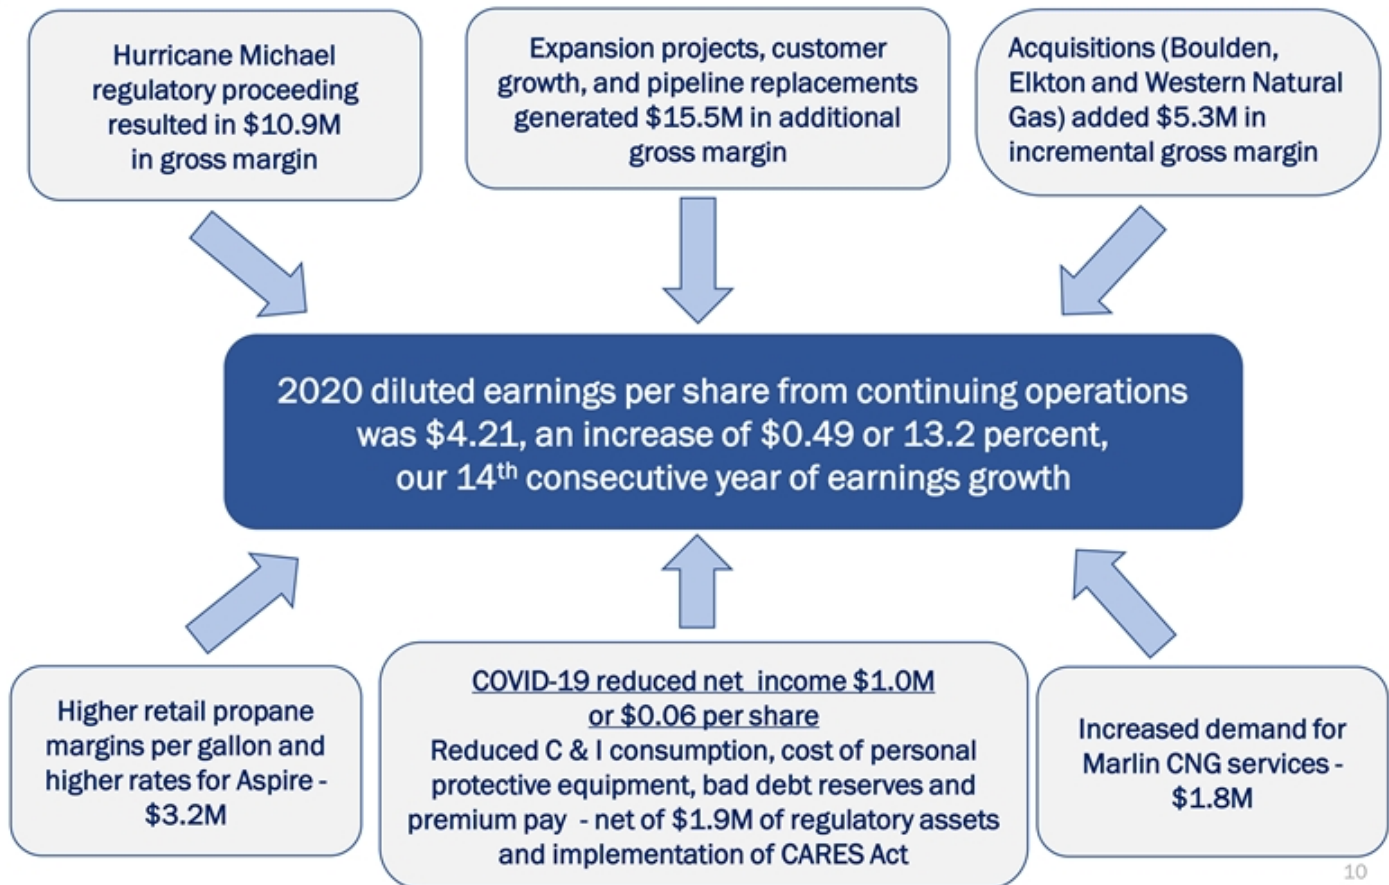 Hurricane Michael
regulatory proceeding
resulted in $10.9M
in gross margin
Expansion projects, customer
growth, and pipeline replacements
generated $15.5M in additional
gross margin
Acquisitions (Boulden,
Elkton and Western Natural
Gas) added $5.3M in
incremental gross margin
2020 diluted earnings per share from continuing operations
was $4.21, an increase of $0.49 or 13.2 percent,
our 14th consecutive year of earnings growth
Higher retail propane
margins per gallon and
higher rates for Aspire -
$3.2M
COVID-19 reduced net income $1.0M
or $0.06 per share
Reduced C & I consumption, cost of personal
protective equipment, bad debt reserves and
premium pay - net of $1.9M of regulatory assets
and implementation of CARES Act
Increased demand for
Marlin CNG services -
$1.8M
10